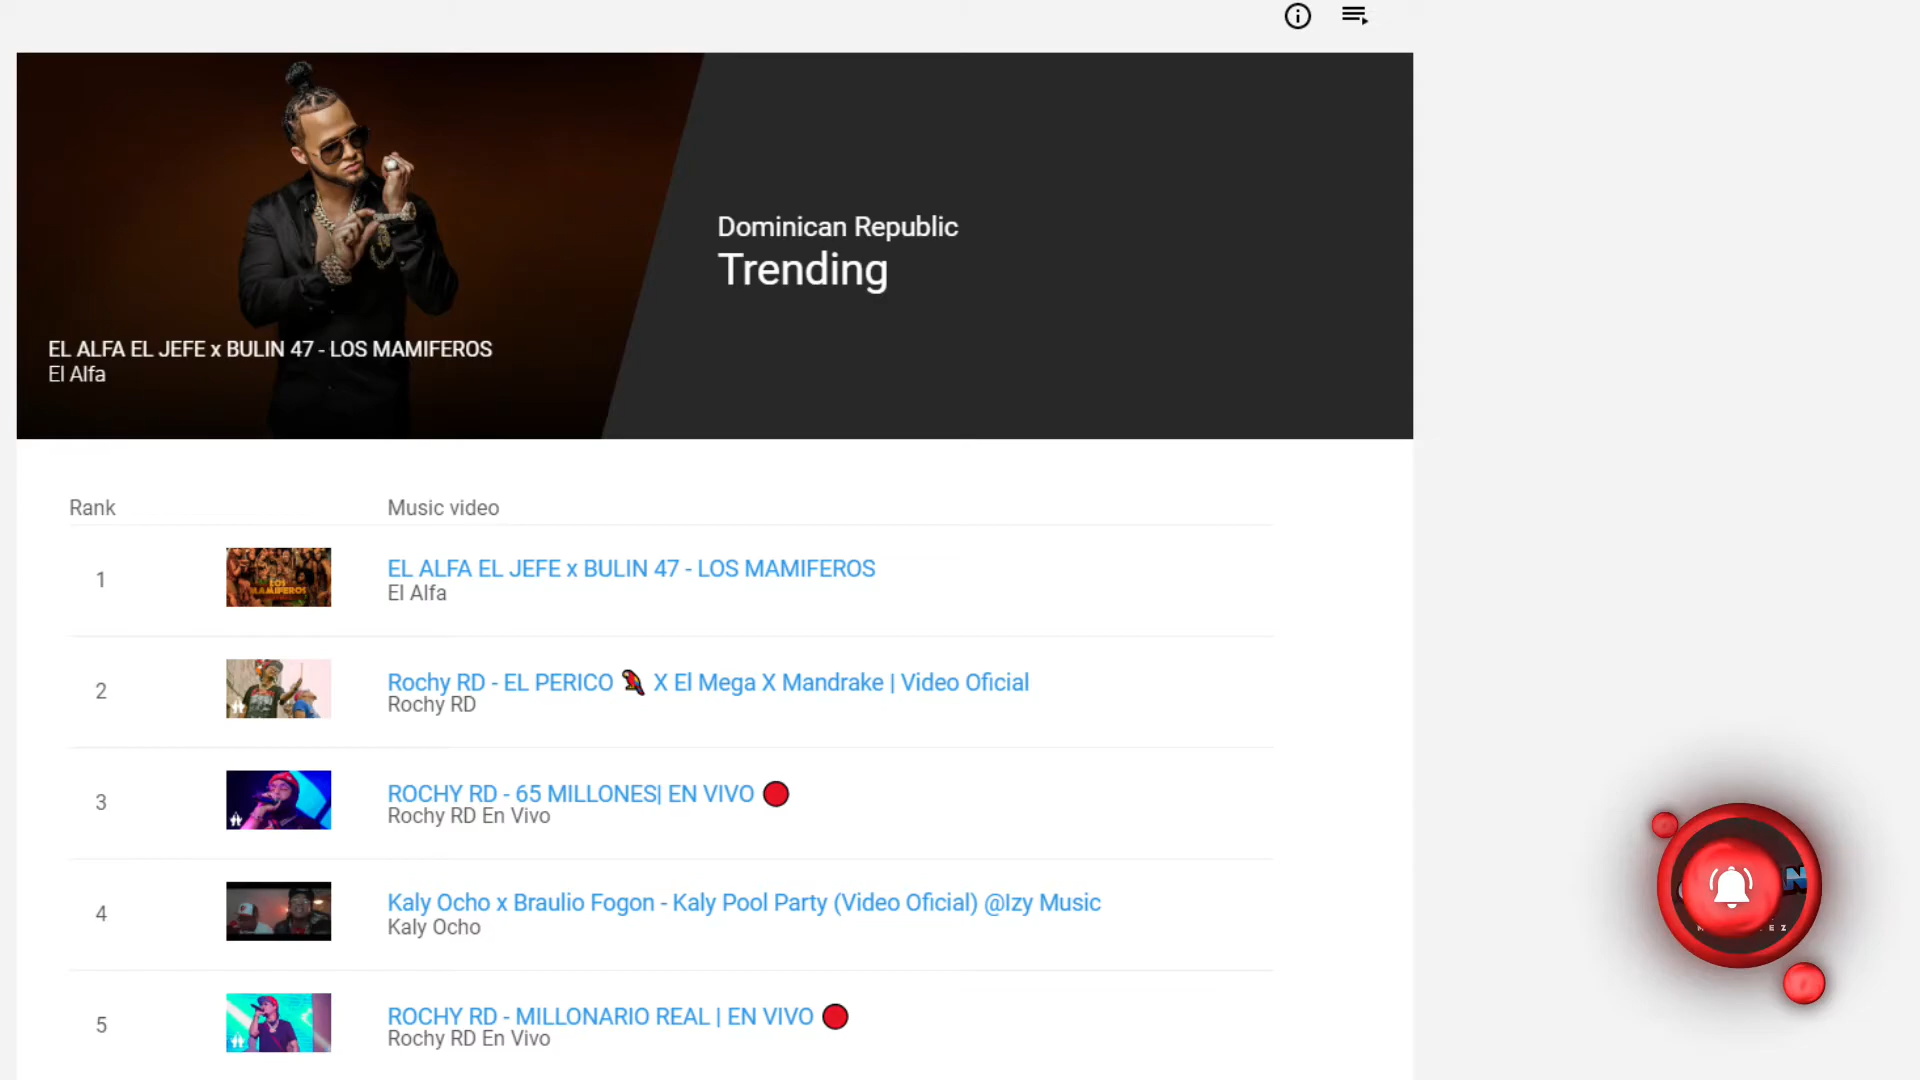 EL ALFA EL JEFE x BULIN 47 - LOS MAMIFEROS
El Alfa
Dominican Republic
Trending
Rank
Music video
1
LOS
MAMIFEROS
EL ALFA EL JEFE x BULIN 47 - LOS MAMIFEROS
El Alfa
2
Rochy RD - EL PERICO 🦜 X El Mega X Mandrake | Video Oficial
Rochy RD
3
ROCHY RD - 65 MILLONES| EN VIVO 🔴
Rochy RD En Vivo
4
Kaly Ocho x Braulio Fogon - Kaly Pool Party (Video Oficial) @Izy Music
Kaly Ocho
5
ROCHY RD - MILLONARIO REAL | EN VIVO 🔴
Rochy RD En Vivo